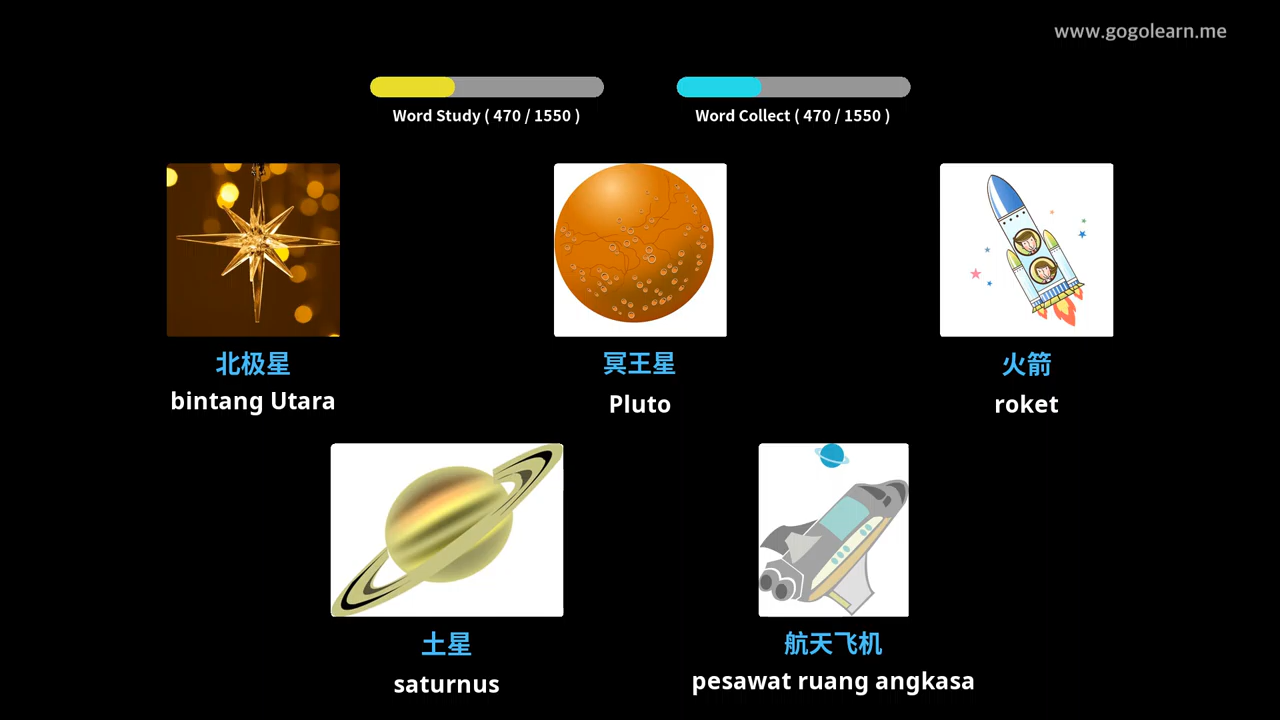 www.gogolearn.me
Word Study ( 470 / 1550 )
Word Collect ( 470 / 1550 )
北极星
bintang Utara
冥王星
Pluto
火箭
roket
土星
saturnus
航天飞机
pesawat ruang angkasa